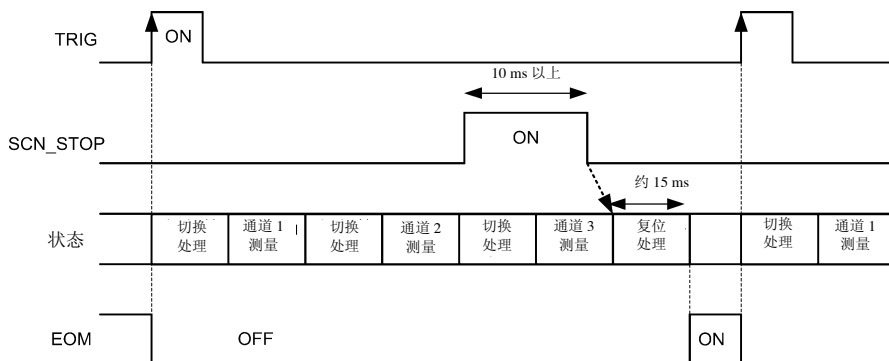 TRIG
ON
10 ms 以上
SCN_STOP
ON
约 15 ms
状态
切换
处理
通道 1
测量
切换
处理
通道 2
测量
切换
处理
通道 3
测量
复位
处理
切换
处理
通道 1
测量
EOM
OFF
ON